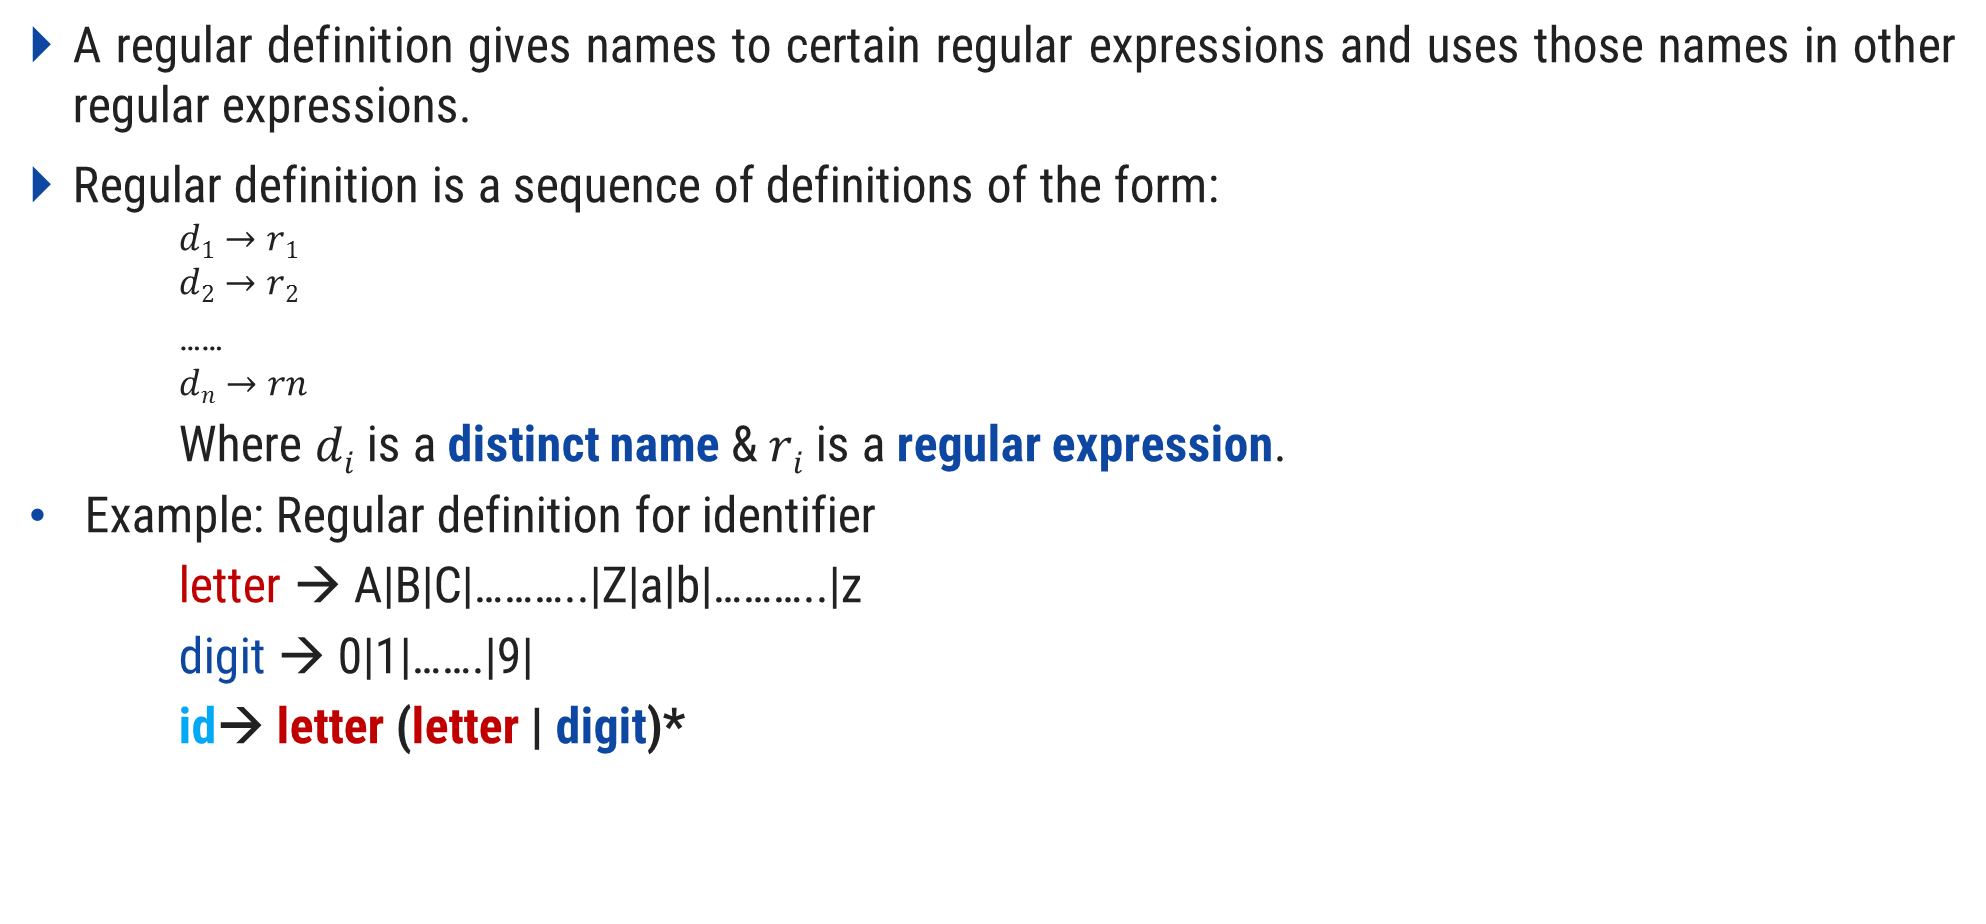 A regular definition gives names to certain regular expressions and uses those names in other
regular expressions.
Regular definition is a sequence of definitions of the form:
d₁ → r₁
d₂ → r₂
……
dₙ → rn
Where dᵢ is a distinct name & rᵢ is a regular expression.
• Example: Regular definition for identifier
letter → A|B|C|………..|Z|a|b|………..|z
digit → 0|1|…….|9|
id→ letter (letter | digit)*